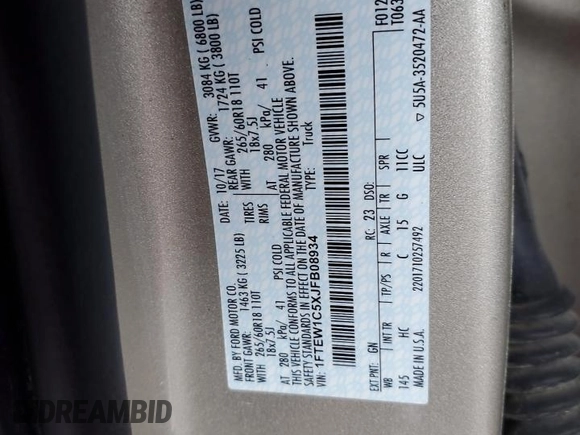 MFD. BY FORD MOTOR CO.
DATE: 10/17 GVWR: 3084 KG ( 6800 LB)
FRONT GAWR: 1463 KG ( 3225 LB) REAR GAWR: 1724 KG ( 3800 LB)
WITH 265/60R18 110T TIRES WITH 265/60R18 110T
18x7.5J RIMS 18x7.5J
AT 280 kPa/ 41 PSI COLD AT 280 kPa/ 41 PSI COLD
THIS VEHICLE CONFORMS TO ALL APPLICABLE FEDERAL MOTOR VEHICLE
SAFETY STANDARDS IN EFFECT ON THE DATE OF MANUFACTURE SHOWN ABOVE.
VIN: 1FTEW1C5XJFB08934 TYPE: Truck
F012
T063
EXT PNT: GN RC: 23 DSO:
WB INT TR TP/PS R AXLE TR SPR
145 HC C 15 G 11CC
MADE IN U.S.A. 2201710257492 ULC
5U5A-3520472-AA
DREAMBID